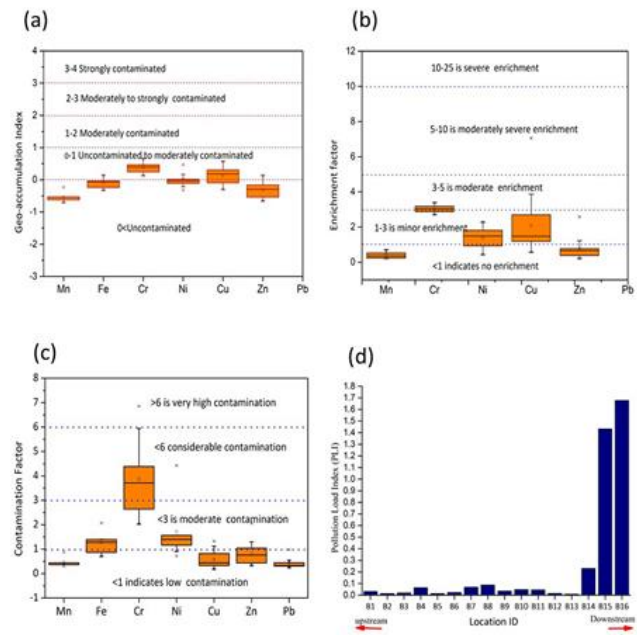 (a)
Geo-accumulation Index
4
3
2
1
0
-1
-2
-3
3-4 Strongly contaminated
2-3 Moderately to strongly contaminated
1-2 Moderately contaminated
0-1 Uncontaminated to moderately contaminated
0<Uncontaminated
Mn Fe Cr Ni Cu Zn Pb
(b)
Enrichment factor
12
10
8
6
4
2
0
10-25 is severe enrichment
5-10 is moderately severe enrichment
3-5 is moderate enrichment
1-3 is minor enrichment
<1 indicates no enrichment
Mn Cr Ni Cu Zn Pb
(c)
Contamination Factor
8
7
6
5
4
3
2
1
0
>6 is very high contamination
<6 considerable contamination
<3 is moderate contamination
<1 indicates low contamination
Mn Fe Cr Ni Cu Zn Pb
(d)
Pollution Load Index (PLI)
1.8
1.7
1.6
1.5
1.4
1.3
1.2
1.1
1.0
0.9
0.8
0.7
0.6
0.5
0.4
0.3
0.2
0.1
0.0
B1 B2 B3 B4 B5 B6 B7 B8 B9 B10 B11 B12 B13 B14 B15 B16
upstream Location ID Downstream